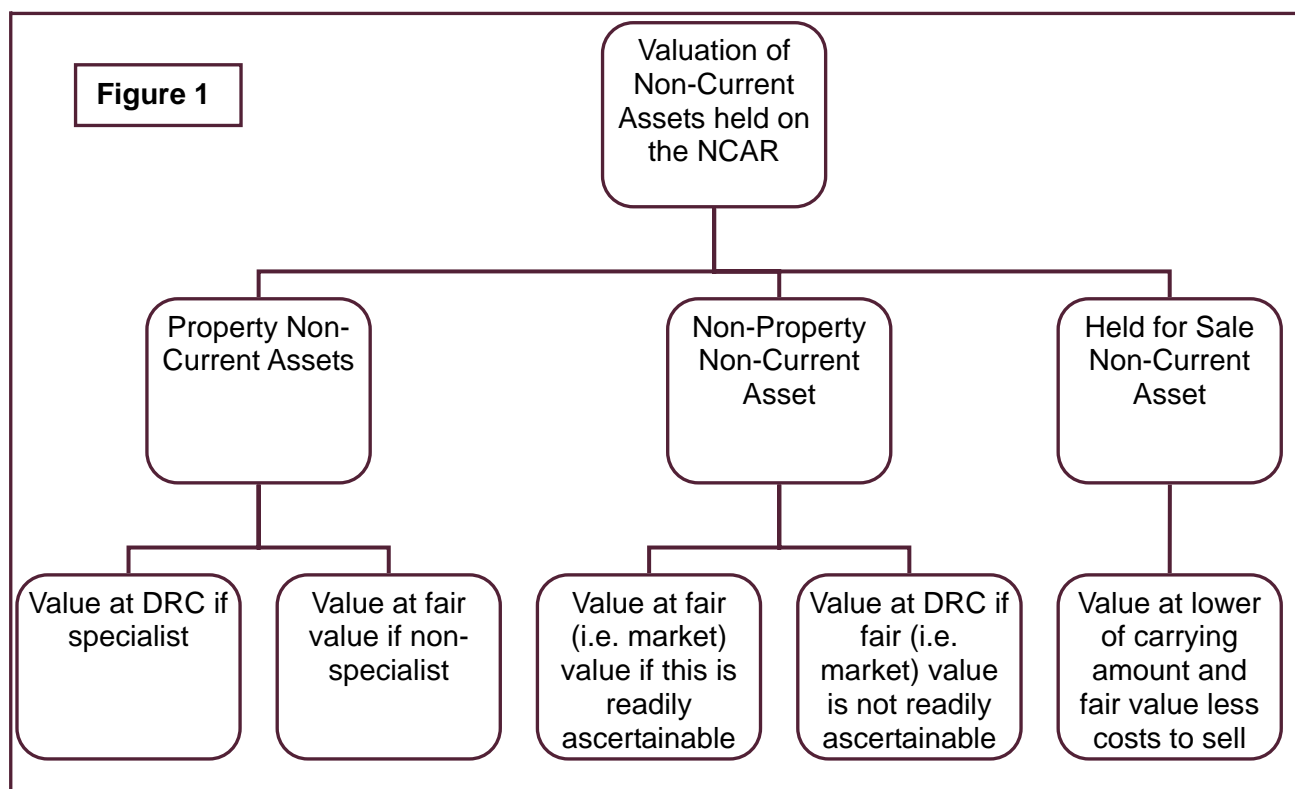 Figure 1
Valuation of
Non-Current
Assets held on
the NCAR
Property Non-
Current Assets
Non-Property
Non-Current
Asset
Held for Sale
Non-Current
Asset
Value at DRC if
specialist
Value at fair
value if non-
specialist
Value at fair
(i.e. market)
value if this is
readily
ascertainable
Value at DRC if
fair (i.e.
market) value
is not readily
ascertainable
Value at lower
of carrying
amount and
fair value less
costs to sell